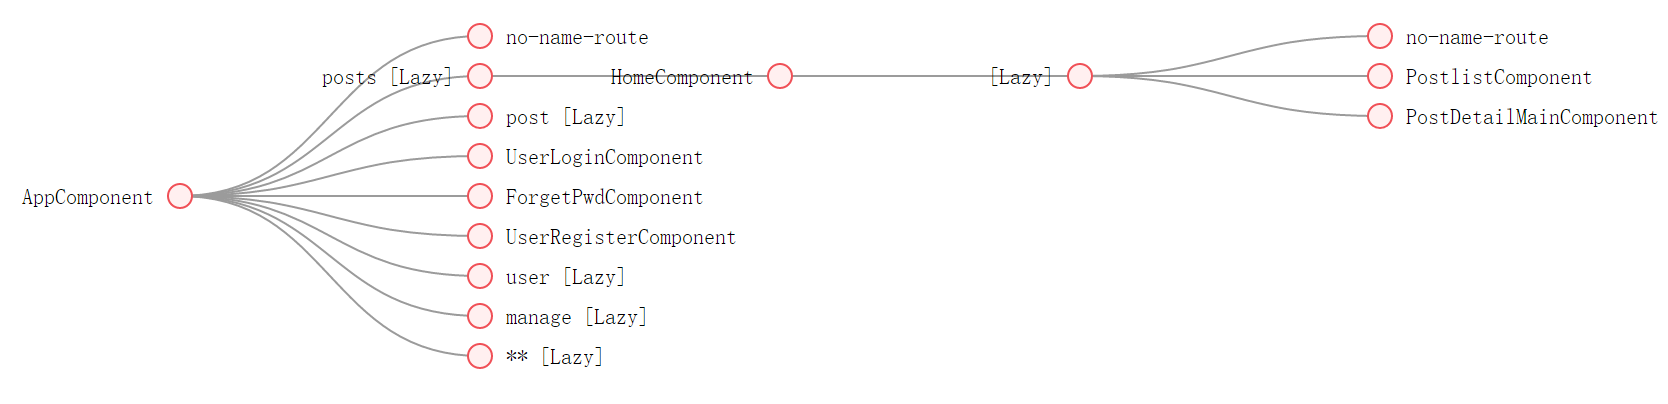 no-name-route
no-name-route
posts [Lazy]
HomeComponent
[Lazy]
PostlistComponent
post [Lazy]
PostDetailMainComponent
UserLoginComponent
AppComponent
ForgetPwdComponent
UserRegisterComponent
user [Lazy]
manage [Lazy]
** [Lazy]